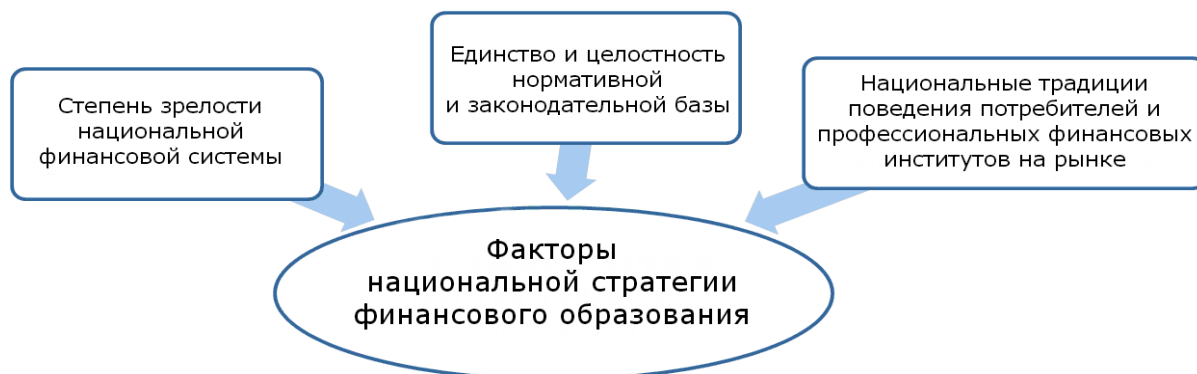 Степень зрелости
национальной
финансовой системы
Единство и целостность
нормативной
и законодательной базы
Национальные традиции
поведения потребителей и
профессиональных финансовых
институтов на рынке
Факторы
национальной стратегии
финансового образования